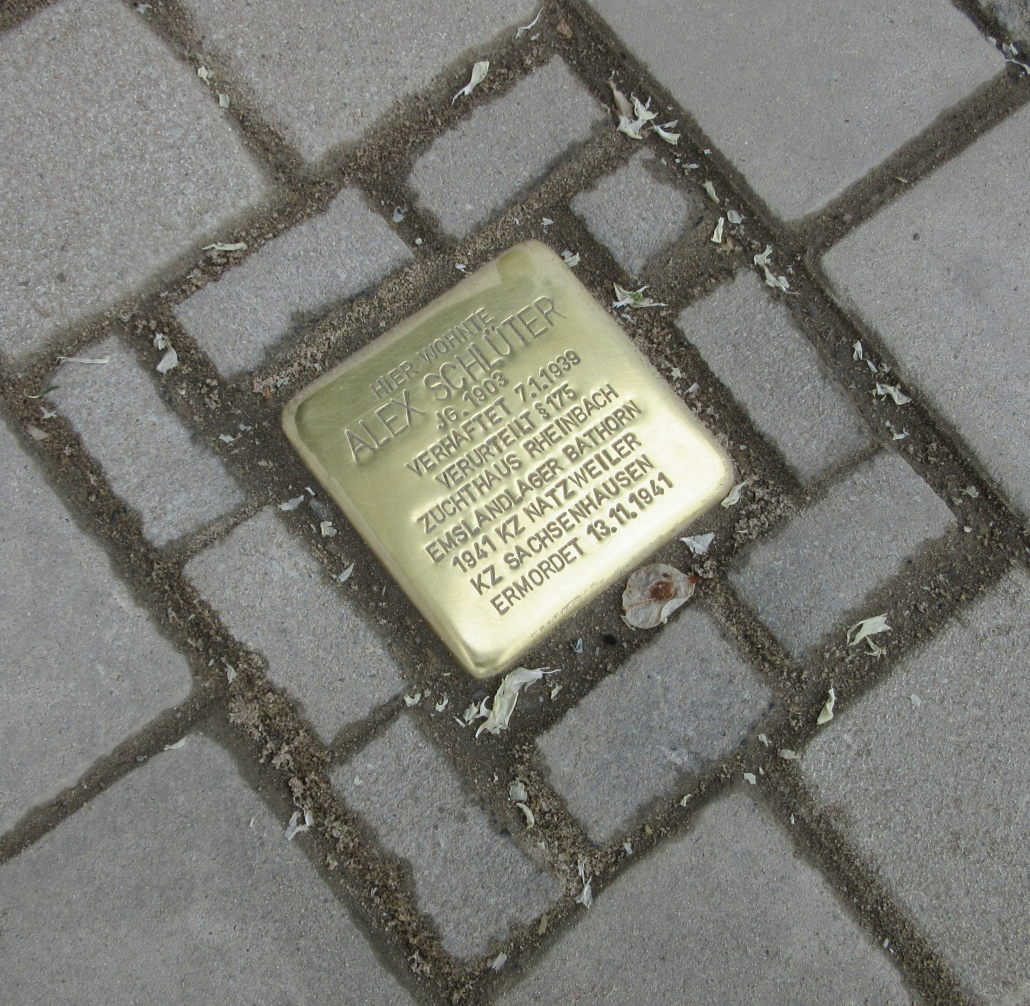 HIER WOHNTE
ALEX SCHLÜTER
JG. 1903
VERHAFTET 7.1.1939
VERURTEILT §175
ZUCHTHAUS RHEINBACH
EMSLANDLAGER BATHORN
1941 KZ NATZWEILER
KZ SACHSENHAUSEN
ERMORDET 13.11.1941